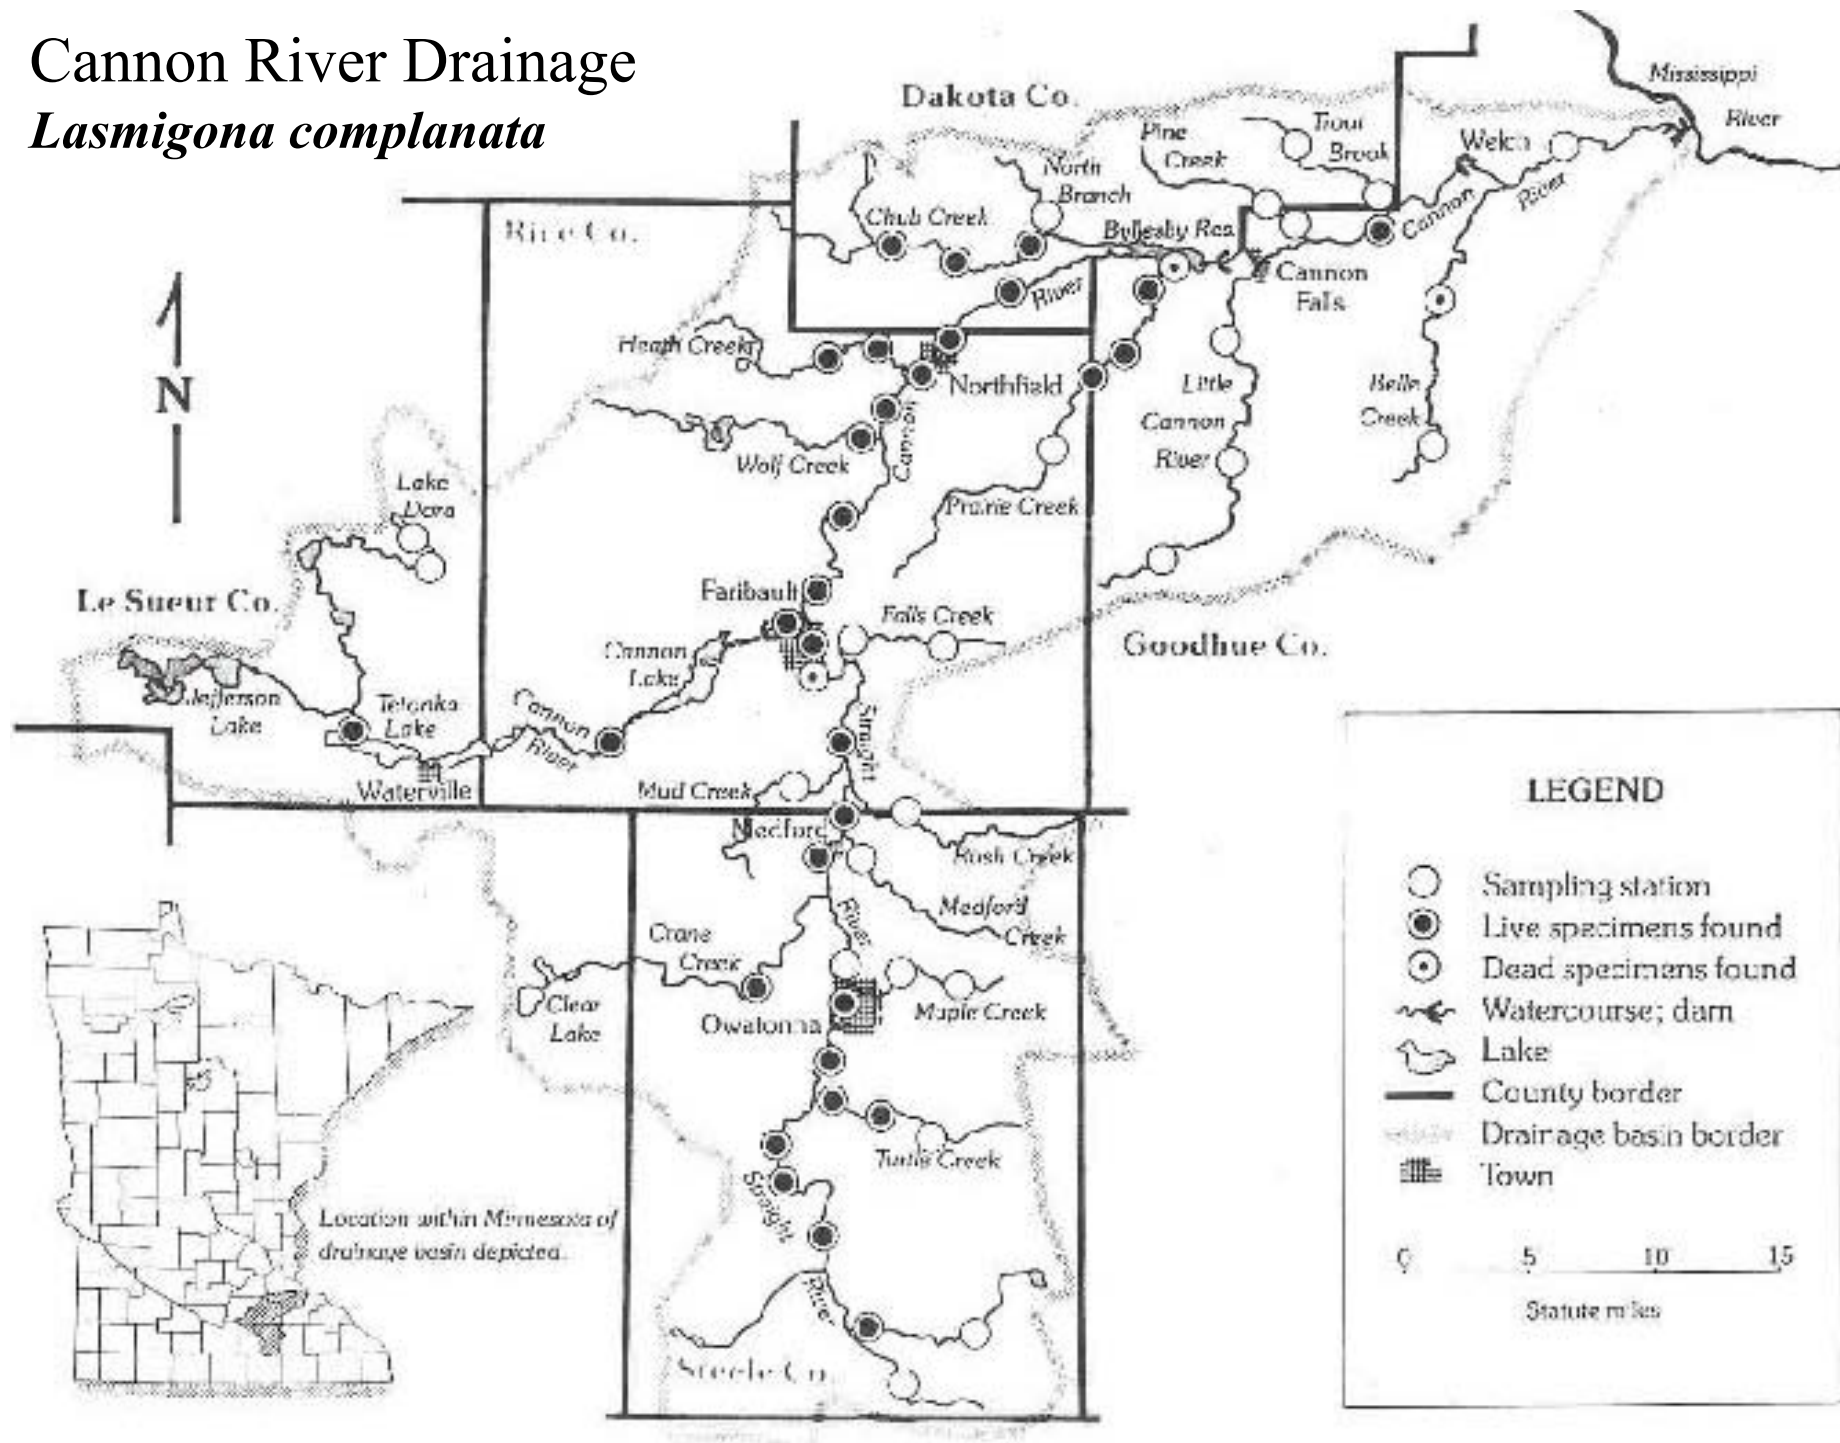 Cannon River Drainage
Lasmigona complanata
Dakota Co.
Mississippi
River
Pine
Creek
Trout
Brook
Welch
North
Branch
Chub Creek
Byllesby Res.
Cannon
River
Rice Co.
Cannon
Falls
River
Heath Creek
Northfield
Little
Cannon
River
Belle
Creek
Cannon
Wolf Creek
Prairie Creek
Lake
Dora
N
Le Sueur Co.
Faribault
Falls Creek
Cannon
Lake
Goodhue Co.
Jefferson
Lake
Tetonka
Lake
Cannon
River
Straight
Waterville
Mud Creek
Medford
Rush Creek
Medford
Creek
River
Crane
Creek
Clear
Lake
Owatonna
Maple Creek
Turtle Creek
Straight
River
Steele Co.
Location within Minnesota of
drainage basin depicted.
LEGEND
Sampling station
Live specimens found
Dead specimens found
Watercourse; dam
Lake
County border
Drainage basin border
Town
0 5 10 15
Statute miles